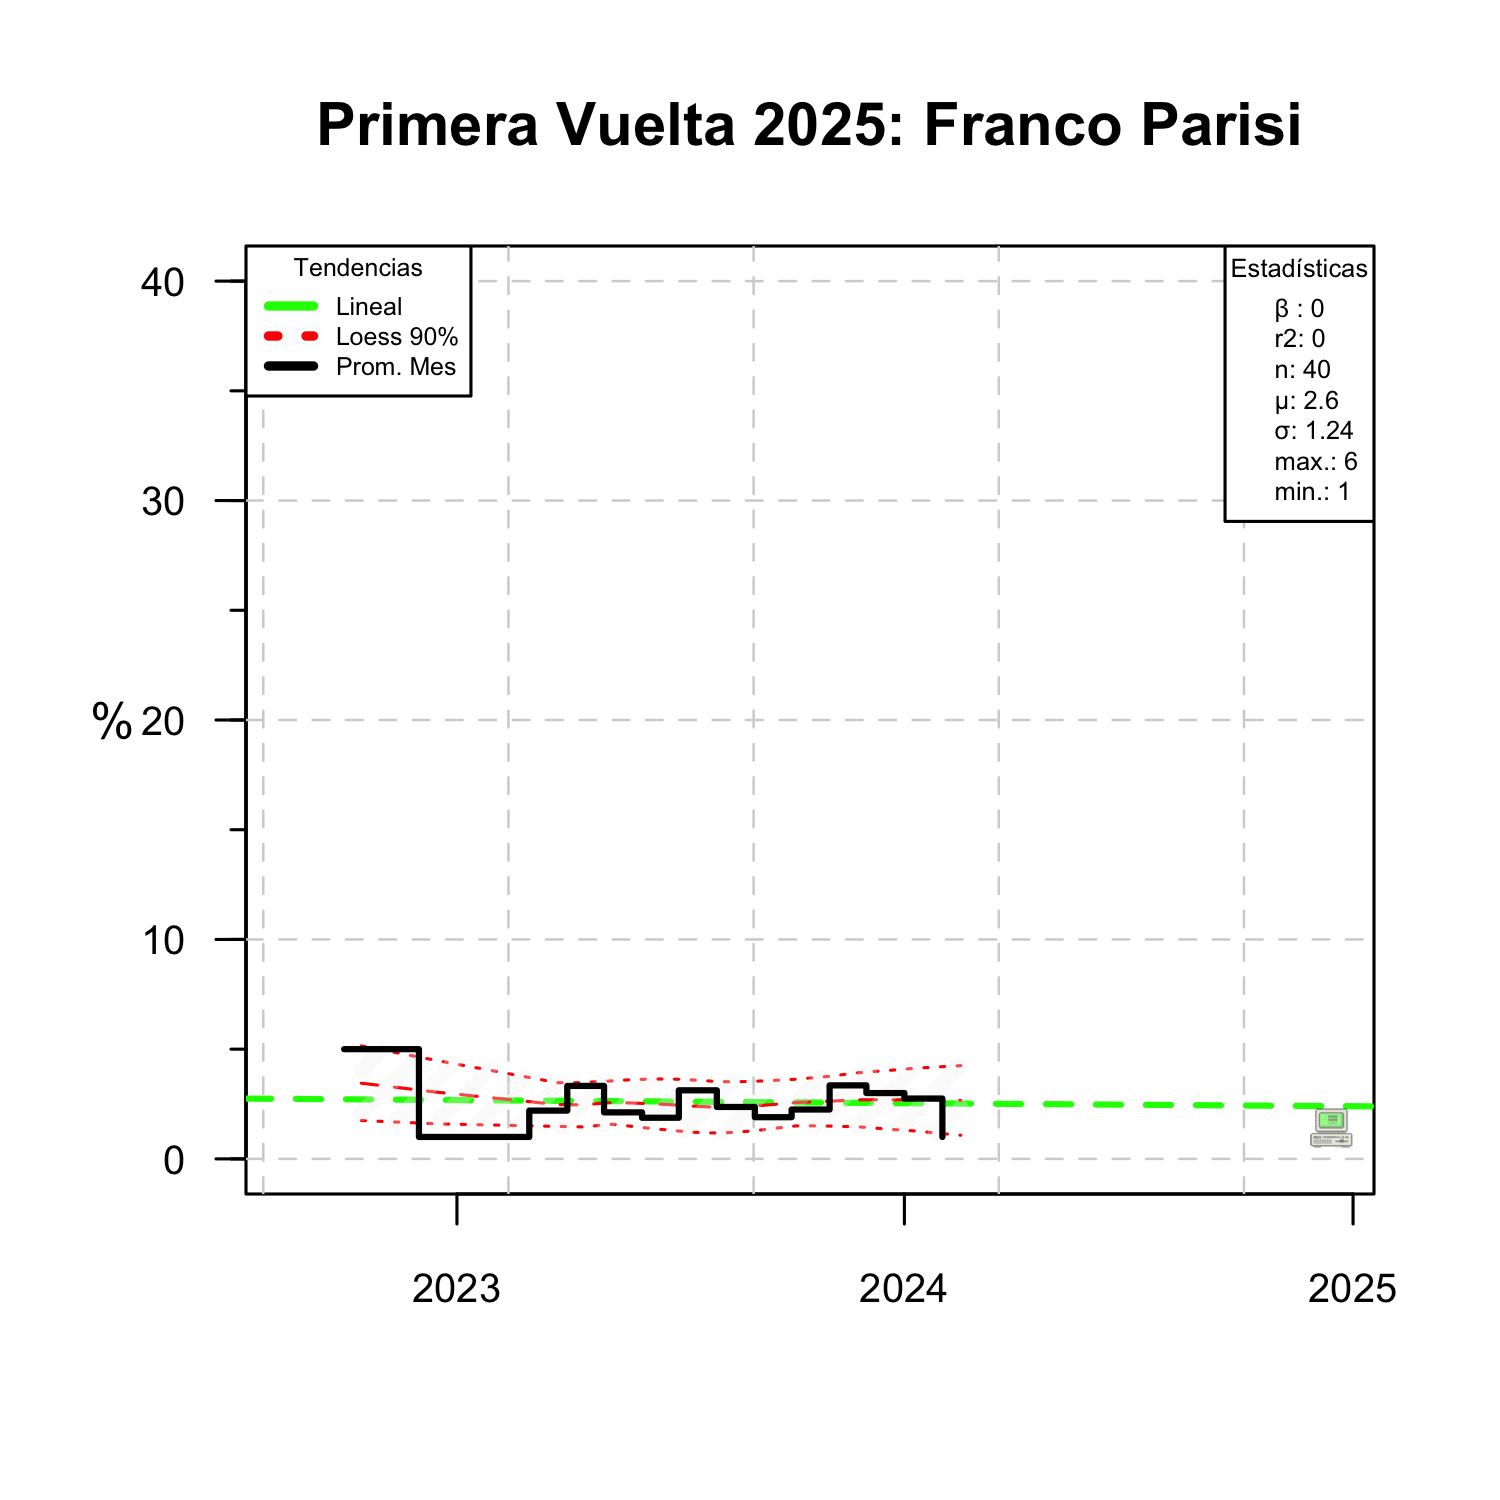 Primera Vuelta 2025: Franco Parisi
Tendencias
Lineal
Loess 90%
Prom. Mes
Estadísticas
β : 0
r2: 0
n: 40
μ: 2.6
σ: 1.24
max.: 6
min.: 1
40
30
% 20
10
0
2023 2024 2025